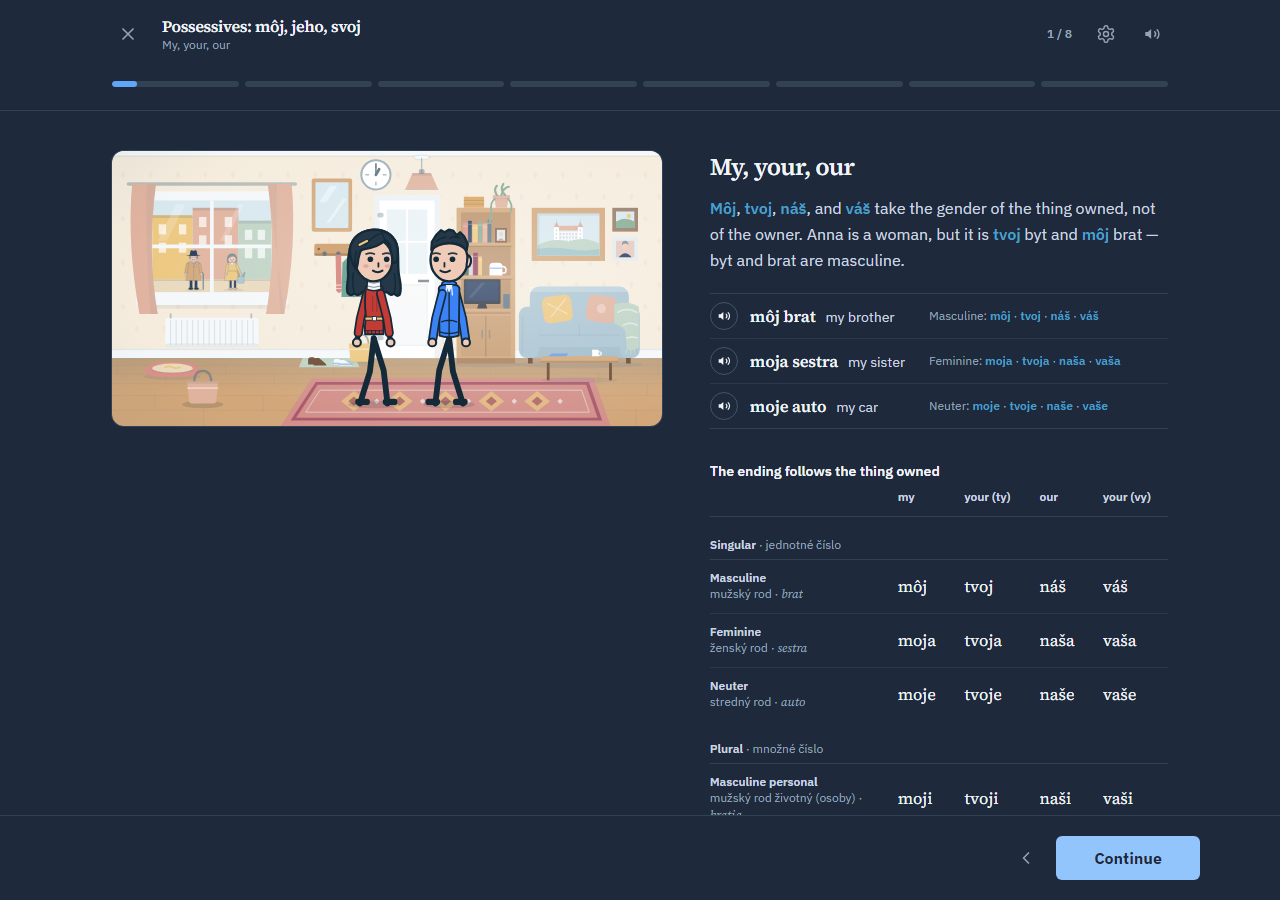 Possessives: môj, jeho, svoj
My, your, our
1 / 8
My, your, our
Môj, tvoj, náš, and váš take the gender of the thing owned, not
of the owner. Anna is a woman, but it is tvoj byt and môj brat —
byt and brat are masculine.
môj brat my brother Masculine: môj · tvoj · náš · váš
moja sestra my sister Feminine: moja · tvoja · naša · vaša
moje auto my car Neuter: moje · tvoje · naše · vaše
The ending follows the thing owned
my your (ty) our your (vy)
Singular · jednotné číslo
Masculine
mužský rod · brat môj tvoj náš váš
Feminine
ženský rod · sestra moja tvoja naša vaša
Neuter
stredný rod · auto moje tvoje naše vaše
Plural · množné číslo
Masculine personal
mužský rod životný (osoby) · moji tvoji naši vaši
Continue